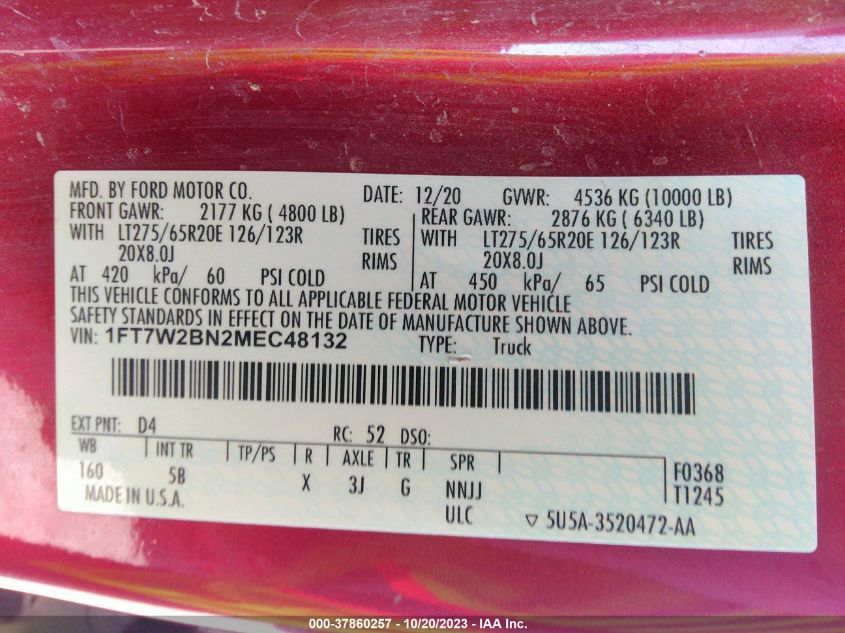 MFD. BY FORD MOTOR CO. DATE: 12/20 GVWR: 4536 KG (10000 LB)
FRONT GAWR: 2177 KG ( 4800 LB) REAR GAWR: 2876 KG ( 6340 LB)
WITH LT275/65R20E 126/123R TIRES WITH LT275/65R20E 126/123R TIRES
20X8.0J RIMS 20X8.0J RIMS
AT 420 kPa/ 60 PSI COLD AT 450 kPa/ 65 PSI COLD
THIS VEHICLE CONFORMS TO ALL APPLICABLE FEDERAL MOTOR VEHICLE
SAFETY STANDARDS IN EFFECT ON THE DATE OF MANUFACTURE SHOWN ABOVE.
VIN: 1FT7W2BN2MEC48132 TYPE: Truck
EXT PNT: D4 RC: 52 DSO:
WB INT TR TP/PS R AXLE TR SPR F0368
160 5B X 3J G NNJJ T1245
MADE IN U.S.A. ULC ▽ 5U5A-3520472-AA
000-37860257 - 10/20/2023 - IAA Inc.